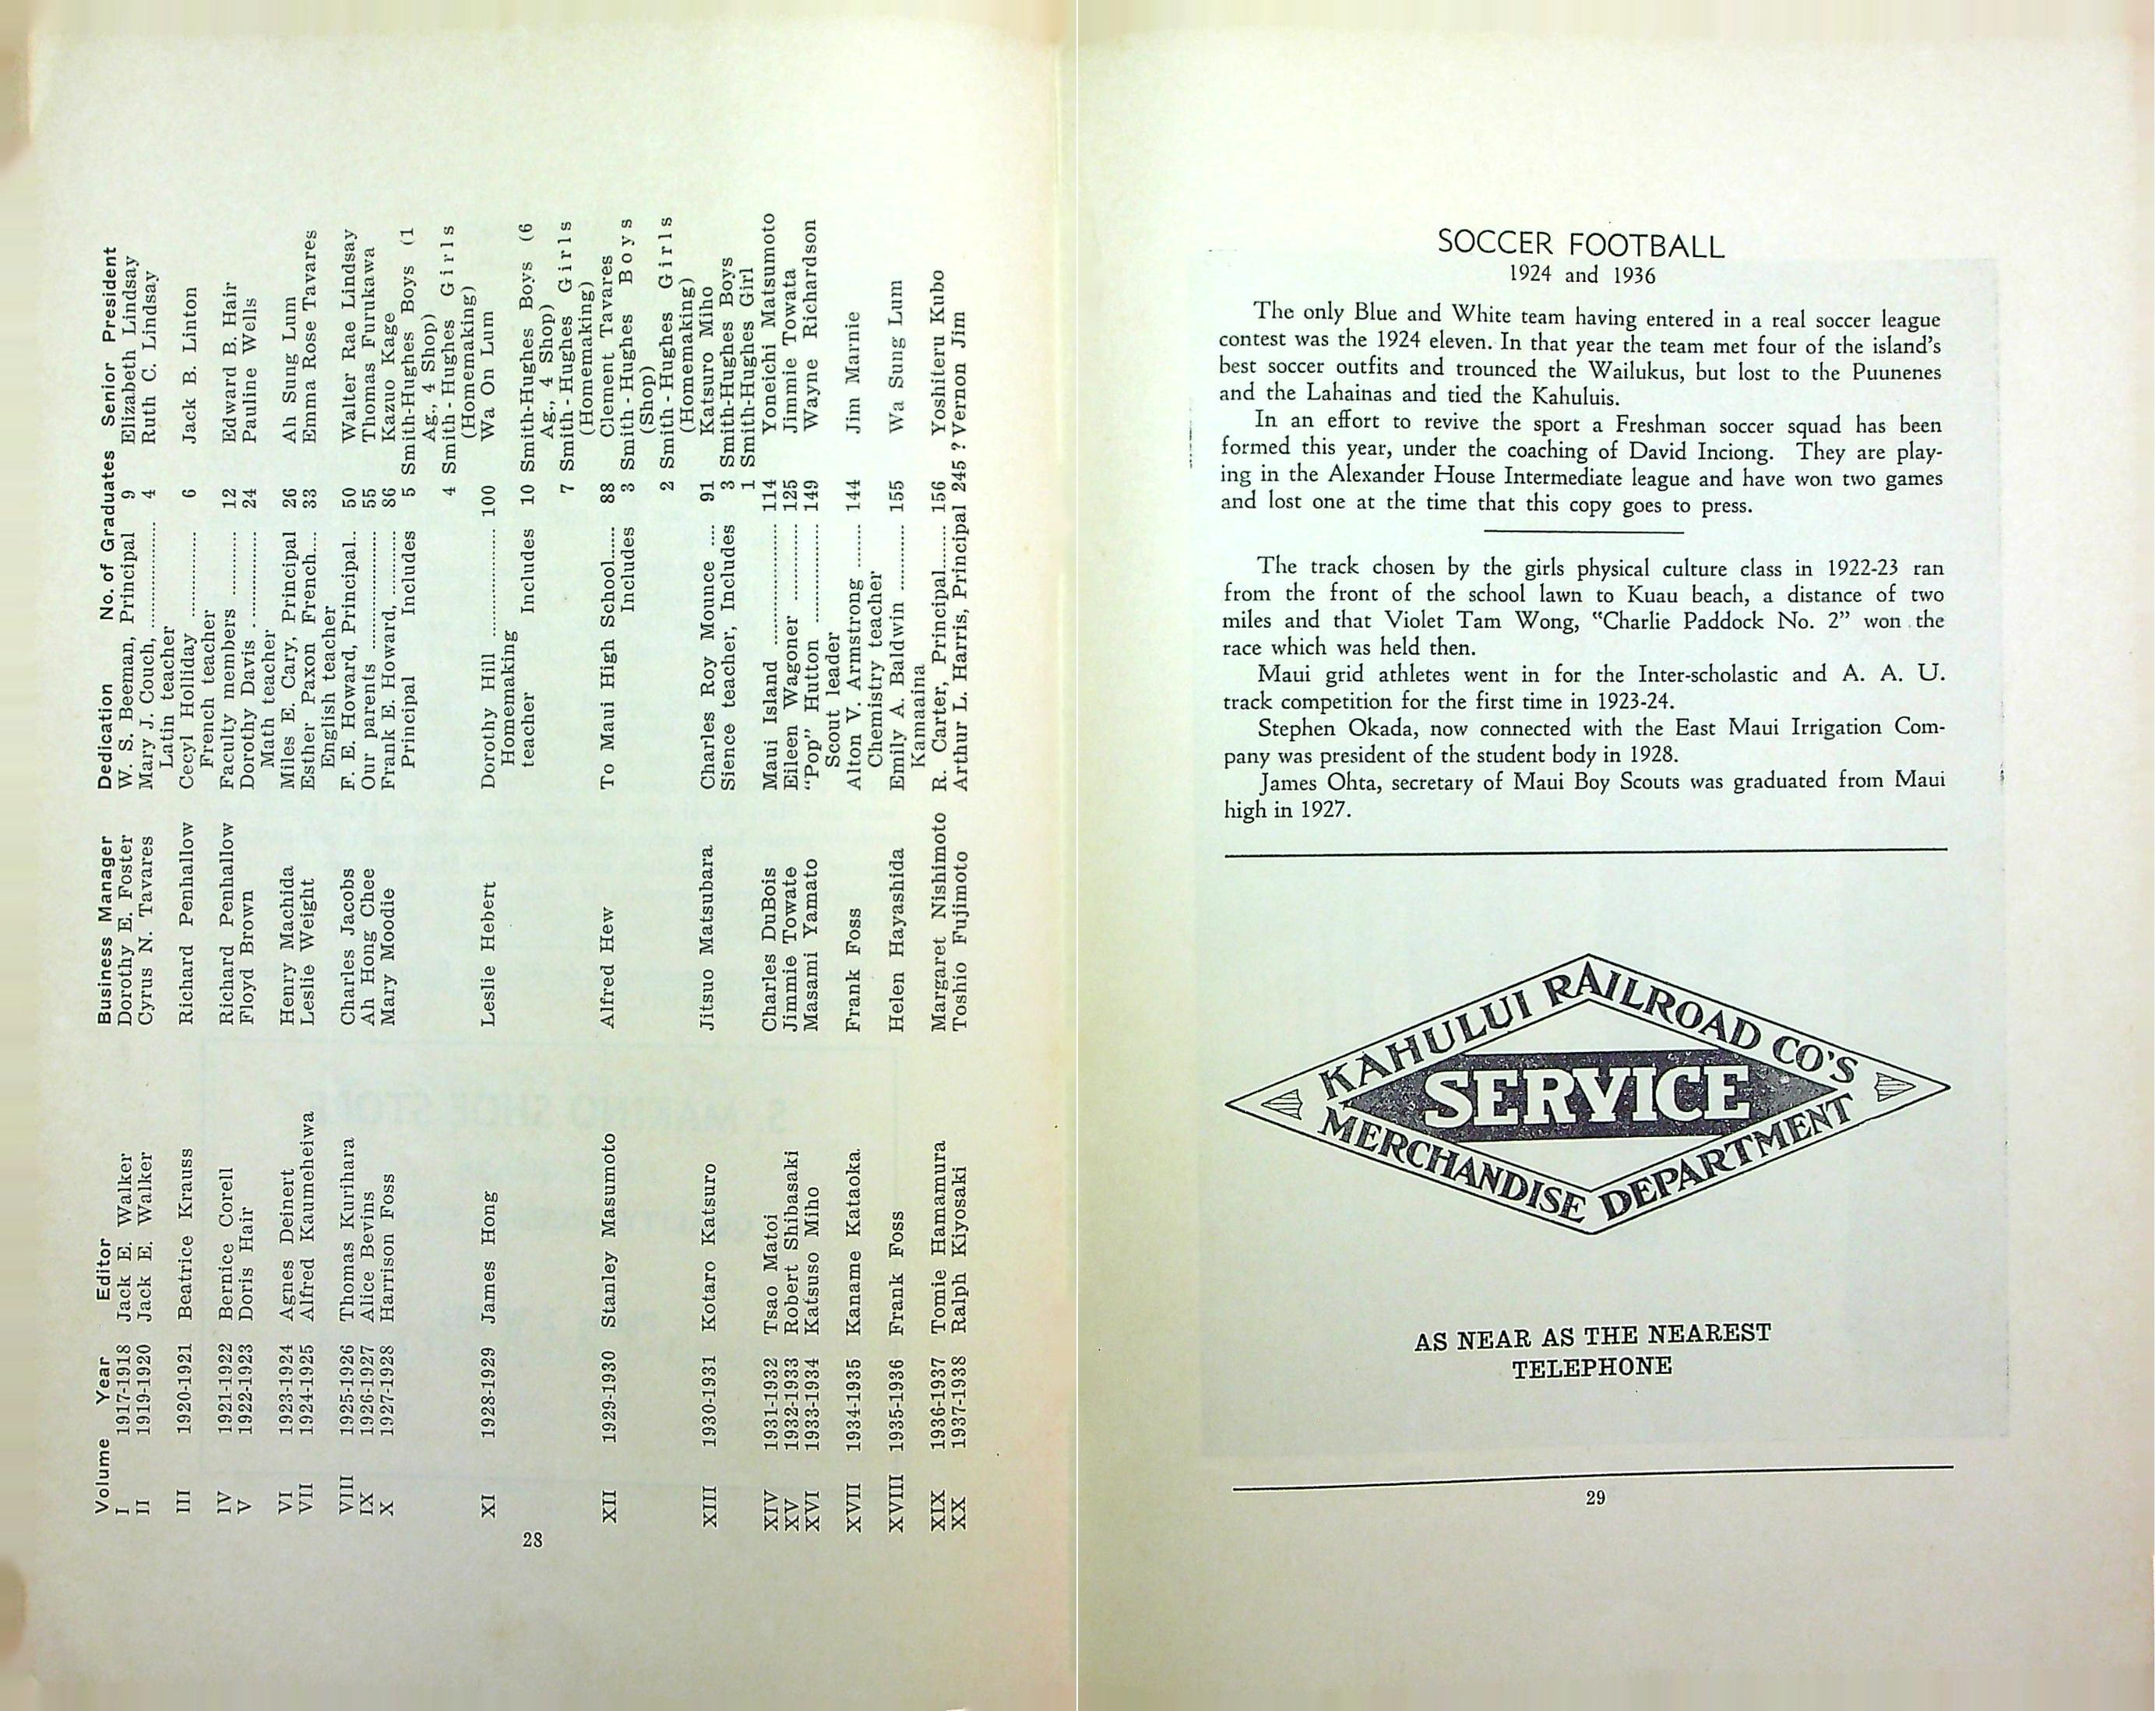 Volume Year Editor Business Manager Dedication No. of Graduates Senior President
I 1917-1918 Jack E. Walker Dorothy E. Foster W. S. Beeman, Principal 9 Elizabeth Lindsay
II 1919-1920 Jack E. Walker Cyrus N. Tavares Mary J. Couch, ............... 4 Ruth C. Lindsay
Latin teacher
III 1920-1921 Beatrice Krauss Richard Penhallow Cecyl Holliday ............ 6 Jack B. Linton
French teacher
IV 1921-1922 Bernice Corell Richard Penhallow Faculty members .......... 12 Edward B. Hair
V 1922-1923 Doris Hair Floyd Brown Dorothy Davis .............. 24 Pauline Wells
Math teacher
VI 1923-1924 Agnes Deinert Henry Machida Miles E. Cary, Principal 26 Ah Sung Lum
VII 1924-1925 Alfred Kaumeheiwa Leslie Weight Esther Paxon French.... 33 Emma Rose Tavares
English teacher
VIII 1925-1926 Thomas Kurihara Charles Jacobs F. E. Howard, Principal.. 50 Walter Rae Lindsay
IX 1926-1927 Alice Bevins Ah Hong Chee Our parents .................. 55 Thomas Furukawa
X 1927-1928 Harrison Foss Mary Moodie Frank E. Howard, ......... 86 Kazuo Kage
Principal Includes 5 Smith-Hughes Boys (1
Ag., 4 Shop)
4 Smith - Hughes Girls
(Homemaking)
XI 1928-1929 James Hong Leslie Hebert Dorothy Hill ................ 100 Wa On Lum
Homemaking
teacher Includes 10 Smith-Hughes Boys (6
Ag., 4 Shop)
7 Smith - Hughes Girls
(Homemaking)
XII 1929-1930 Stanley Masumoto Alfred Hew To Maui High School...... 88 Clement Tavares
Includes 3 Smith - Hughes Boys
(Shop)
2 Smith - Hughes Girls
(Homemaking)
XIII 1930-1931 Kotaro Katsuro Jitsuo Matsubara Charles Roy Mounce .... 91 Katsuro Miho
Sience teacher, Includes 3 Smith-Hughes Boys
1 Smith-Hughes Girl
XIV 1931-1932 Tsao Matoi Charles DuBois Maui Island ................ 114 Yoneichi Matsumoto
XV 1932-1933 Robert Shibasaki Jimmie Towate Eileen Wagoner .......... 125 Jimmie Towata
XVI 1933-1934 Katsuso Miho Masami Yamato "Pop" Hutton .............. 149 Wayne Richardson
Scout leader
XVII 1934-1935 Kaname Kataoka Frank Foss Alton V. Armstrong ........ 144 Jim Marnie
Chemistry teacher
XVIII 1935-1936 Frank Foss Helen Hayashida Emily A. Baldwin ........... 155 Wa Sung Lum
Kamaaina
XIX 1936-1937 Tomie Hamamura Margaret Nishimoto R. Carter, Principal......... 156 Yoshiteru Kubo
XX 1937-1938 Ralph Kiyosaki Toshio Fujimoto Arthur L. Harris, Principal 245 ? Vernon Jim
28
SOCCER FOOTBALL
1924 and 1936
The only Blue and White team having entered in a real soccer league
contest was the 1924 eleven. In that year the team met four of the island's
best soccer outfits and trounced the Wailukus, but lost to the Puunenes
and the Lahainas and tied the Kahuluis.
In an effort to revive the sport a Freshman soccer squad has been
formed this year, under the coaching of David Inciong. They are play-
ing in the Alexander House Intermediate league and have won two games
and lost one at the time that this copy goes to press.
The track chosen by the girls physical culture class in 1922-23 ran
from the front of the school lawn to Kuau beach, a distance of two
miles and that Violet Tam Wong, "Charlie Paddock No. 2" won the
race which was held then.
Maui grid athletes went in for the Inter-scholastic and A. A. U.
track competition for the first time in 1923-24.
Stephen Okada, now connected with the East Maui Irrigation Com-
pany was president of the student body in 1928.
James Ohta, secretary of Maui Boy Scouts was graduated from Maui
high in 1927.
KAHULUI RAILROAD CO'S
SERVICE
MERCHANDISE DEPARTMENT
AS NEAR AS THE NEAREST
TELEPHONE
29